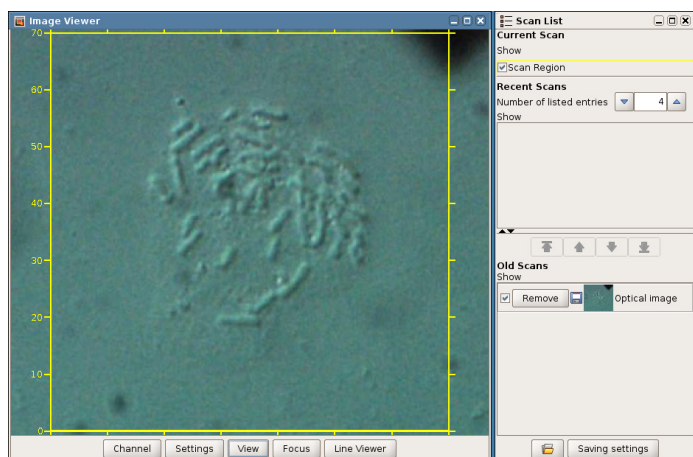 Image Viewer
70
60
50
40
30
20
10
0
Channel Settings View Focus Line Viewer
Scan List
Current Scan
Show
Scan Region
Recent Scans
Number of listed entries 4
Show
Old Scans
Show
Remove Optical image
Saving settings